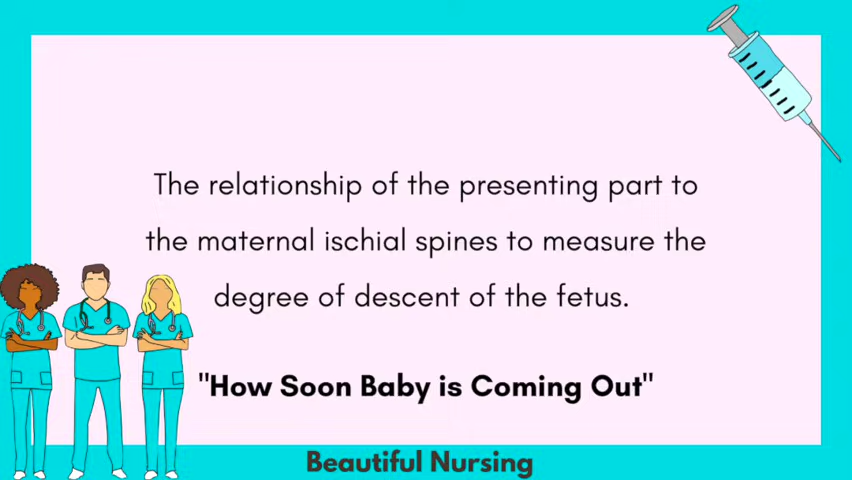 The relationship of the presenting part to
the maternal ischial spines to measure the
degree of descent of the fetus.
"How Soon Baby is Coming Out"
Beautiful Nursing